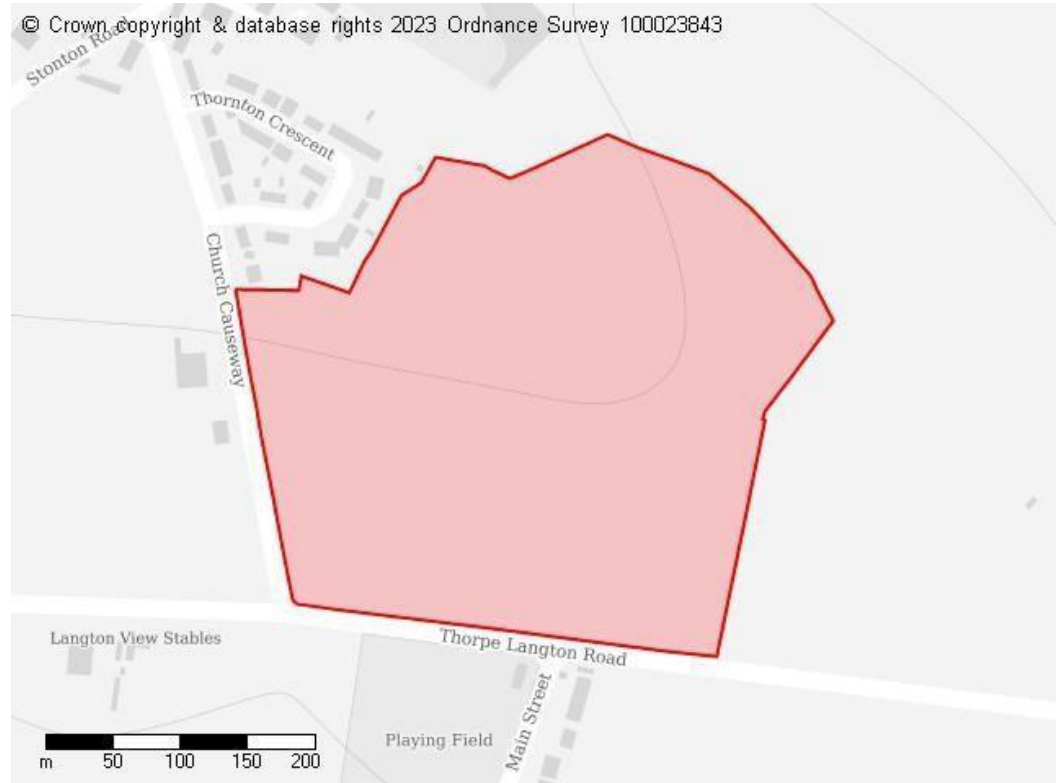 © Crown copyright & database rights 2023 Ordnance Survey 100023843
Stonton Road
Thornton Crescent
Church Causeway
Langton View Stables
Thorpe Langton Road
Main Street
Playing Field
m 50 100 150 200